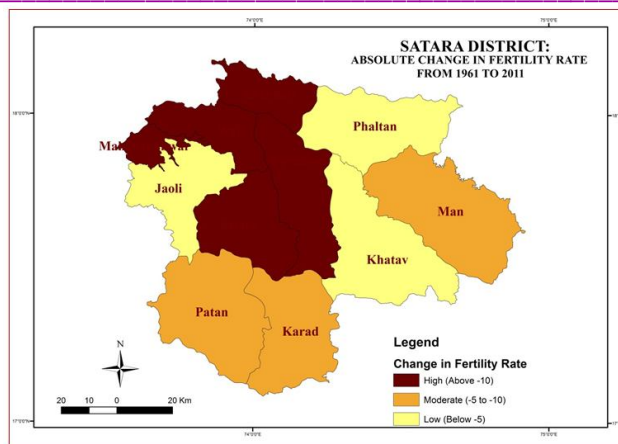 74°0'0"E
75°0'0"E
SATARA DISTRICT:
ABSOLUTE CHANGE IN FERTILITY RATE
FROM 1961 TO 2011
18°0'0"N
Phaltan
Jaoli
Man
Khatav
Patan
Karad
N
Legend
Change in Fertility Rate
High (Above -10)
Moderate (-5 to -10)
Low (Below -5)
20 10 0 20 Km
17°0'0"N
74°0'0"E
75°0'0"E